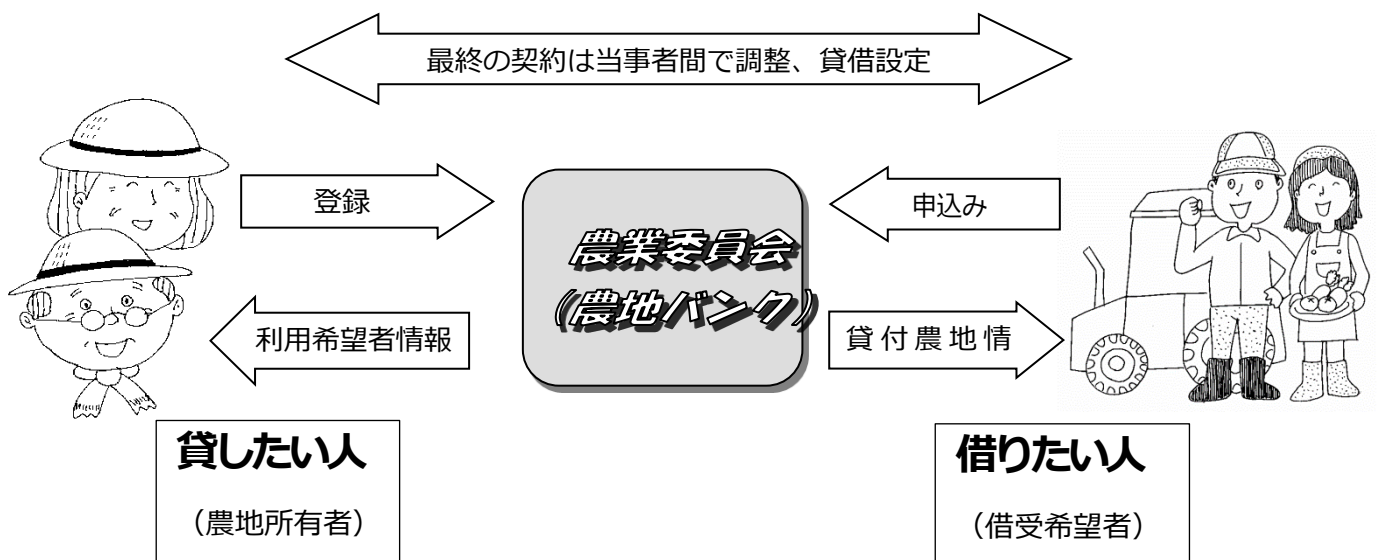 最終の契約は当事者間で調整、貸借設定
登録
申込み
農業委員会
（農地バンク）
利用希望者情報
貸付農地情
貸したい人
（農地所有者）
借りたい人
（借受希望者）